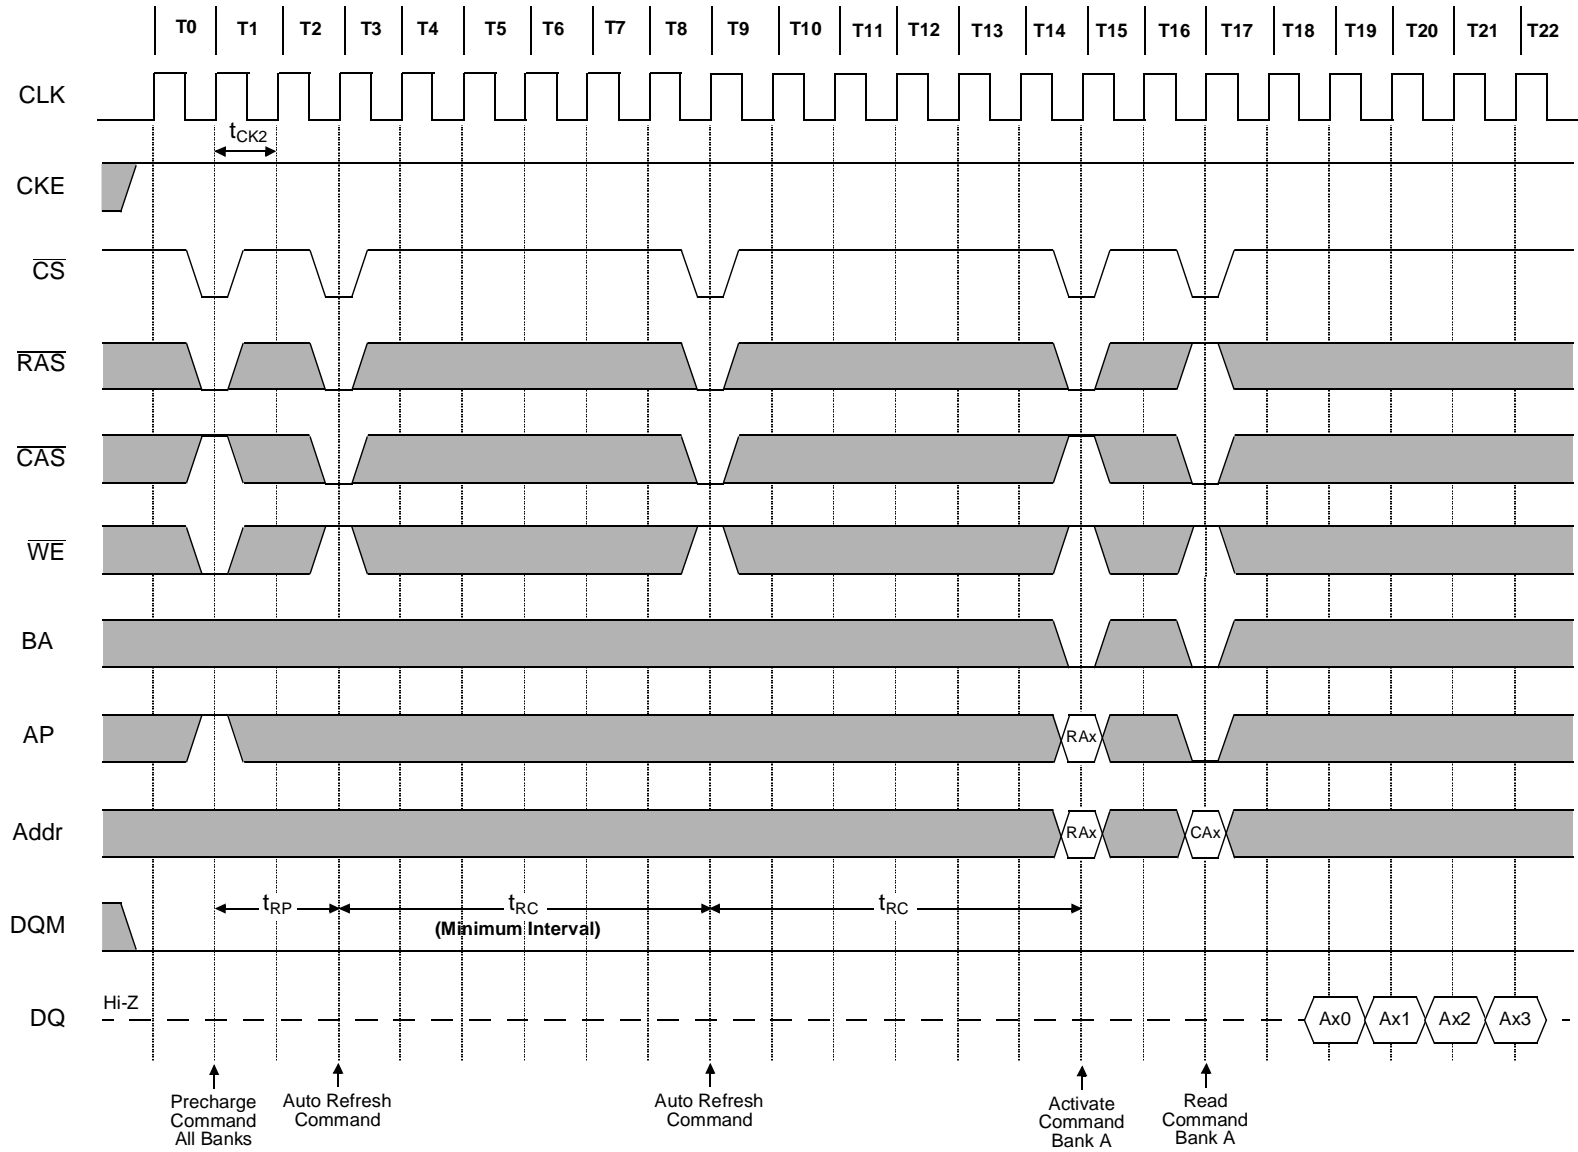 T0 T1 T2 T3 T4 T5 T6 T7 T8 T9 T10 T11 T12 T13 T14 T15 T16 T17 T18 T19 T20 T21 T22
CLK
tCK2
CKE
CS
RAS
CAS
WE
BA
AP RAx
Addr RAx CAx
tRP tRC tRC
DQM (Minimum Interval)
Hi-Z
DQ Ax0 Ax1 Ax2 Ax3
Precharge
Command
All Banks
Auto Refresh
Command
Auto Refresh
Command
Activate
Command
Bank A
Read
Command
Bank A